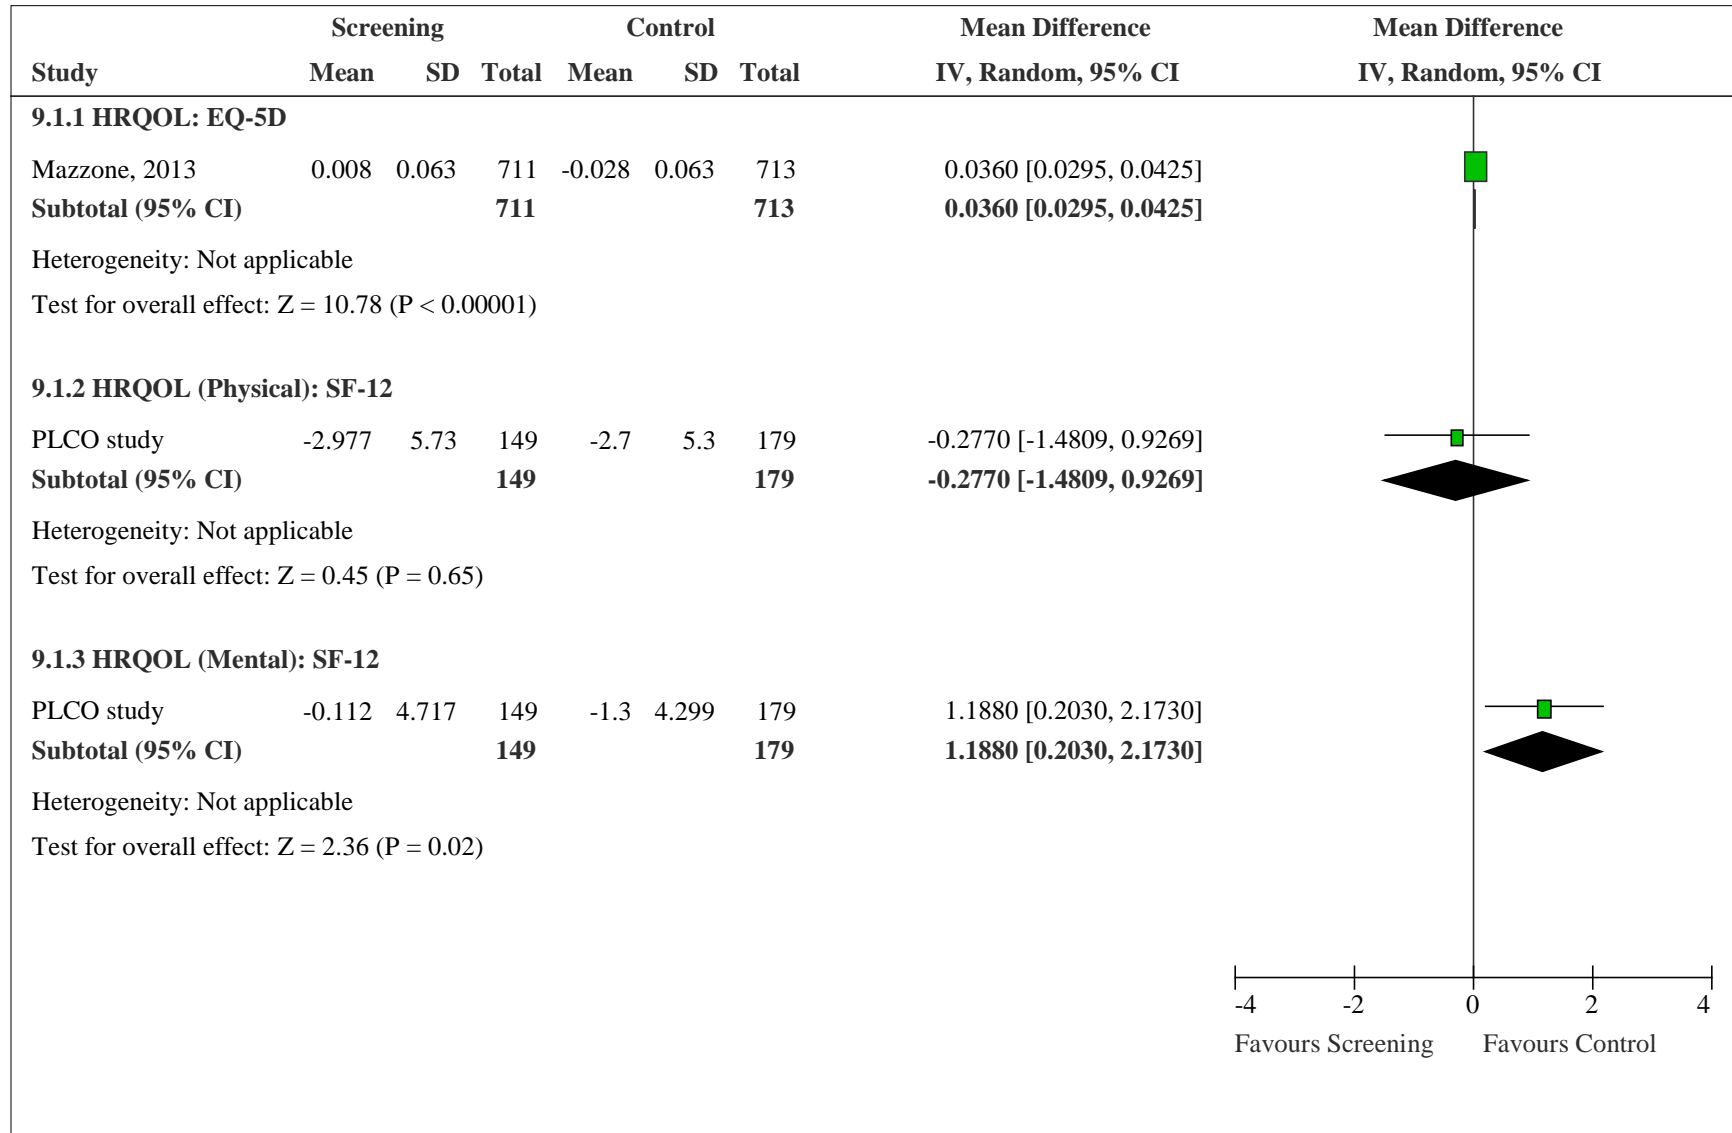 Screening Control Mean Difference Mean Difference
Study Mean SD Total Mean SD Total IV, Random, 95% CI IV, Random, 95% CI
9.1.1 HRQOL: EQ-5D
Mazzone, 2013 0.008 0.063 711 -0.028 0.063 713 0.0360 [0.0295, 0.0425]
Subtotal (95% CI) 711 713 0.0360 [0.0295, 0.0425]
Heterogeneity: Not applicable
Test for overall effect: Z = 10.78 (P < 0.00001)
9.1.2 HRQOL (Physical): SF-12
PLCO study -2.977 5.73 149 -2.7 5.3 179 -0.2770 [-1.4809, 0.9269]
Subtotal (95% CI) 149 179 -0.2770 [-1.4809, 0.9269]
Heterogeneity: Not applicable
Test for overall effect: Z = 0.45 (P = 0.65)
9.1.3 HRQOL (Mental): SF-12
PLCO study -0.112 4.717 149 -1.3 4.299 179 1.1880 [0.2030, 2.1730]
Subtotal (95% CI) 149 179 1.1880 [0.2030, 2.1730]
Heterogeneity: Not applicable
Test for overall effect: Z = 2.36 (P = 0.02)
-4 -2 0 2 4
Favours Screening Favours Control